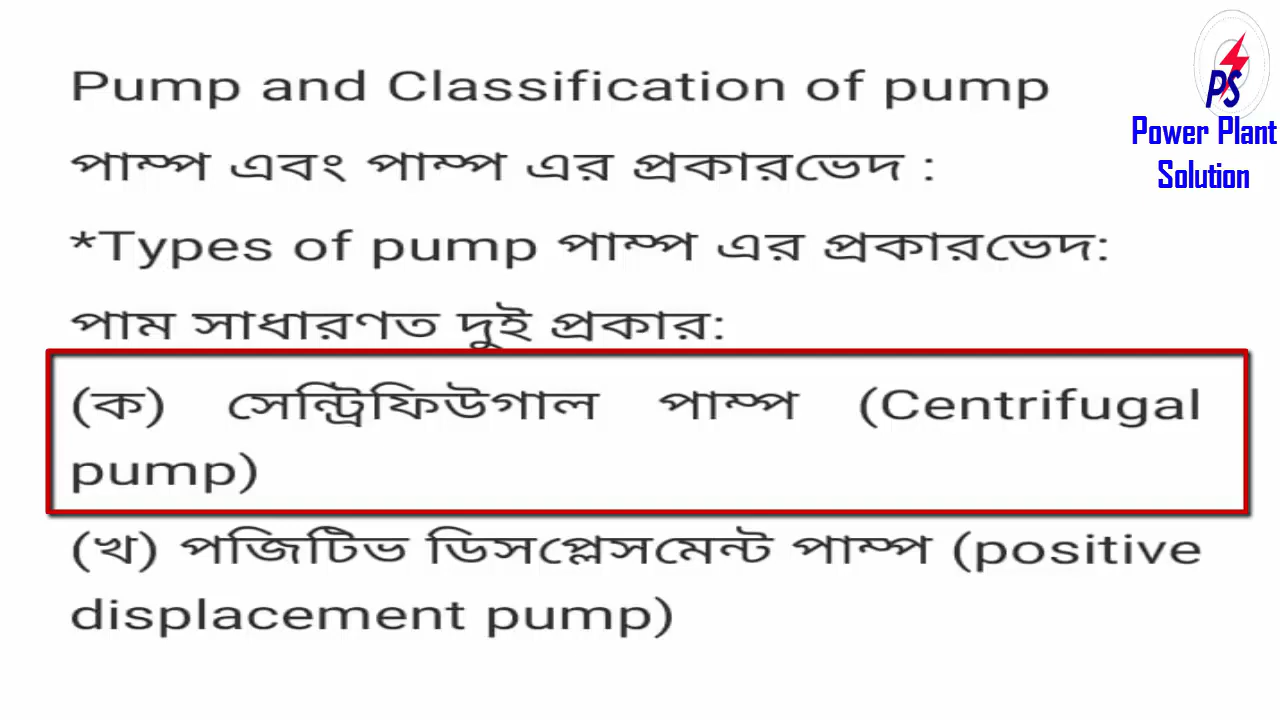 Pump and Classification of pump
পাম্প এবং পাম্প এর প্রকারভেদ :
*Types of pump পাম্প এর প্রকারভেদ:
পাম সাধারণত দুই প্রকার:
(ক) সেন্ট্রিফিউগাল পাম্প (Centrifugal
pump)
(খ) পজিটিভ ডিসপ্লেসমেন্ট পাম্প (positive
displacement pump)
PS
Power Plant
Solution